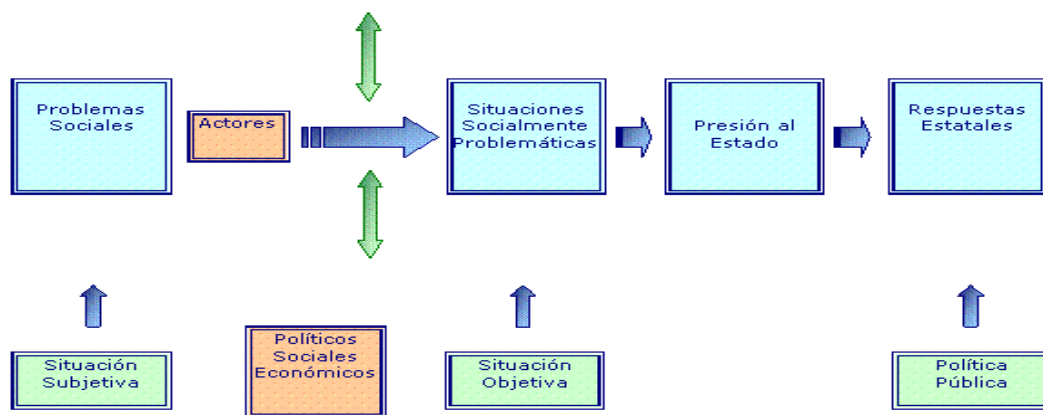 Problemas
Sociales
Actores
Situaciones
Socialmente
Problemáticas
Presión al
Estado
Respuestas
Estatales
Situación
Subjetiva
Políticos
Sociales
Económicos
Situación
Objetiva
Política
Pública